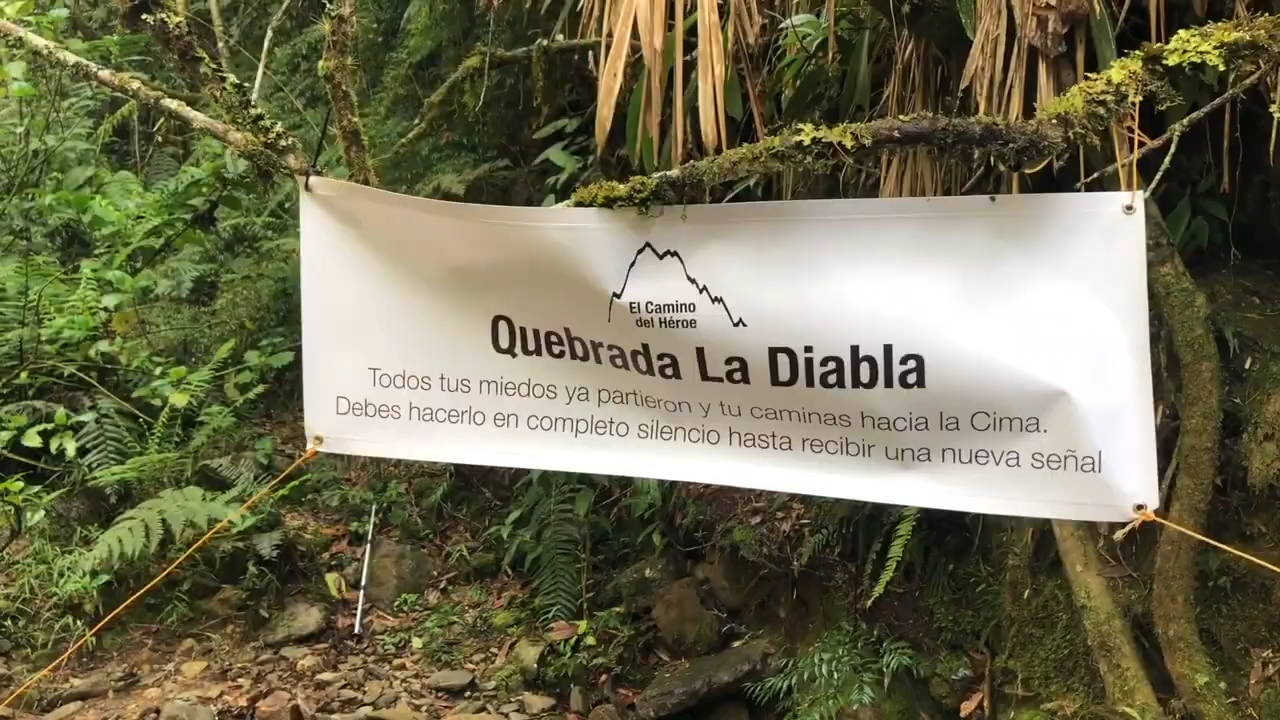 El Camino
del Héroe
Quebrada La Diabla
Todos tus miedos ya partieron y tu caminas hacia la Cima.
Debes hacerlo en completo silencio hasta recibir una nueva señal